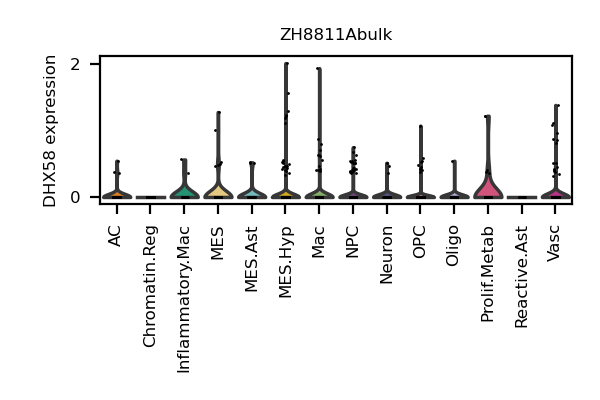 ZH8811Abulk
DHX58 expression
2
0
AC
Chromatin.Reg
Inflammatory.Mac
MES
MES.Ast
MES.Hyp
Mac
NPC
Neuron
OPC
Oligo
Prolif.Metab
Reactive.Ast
Vasc